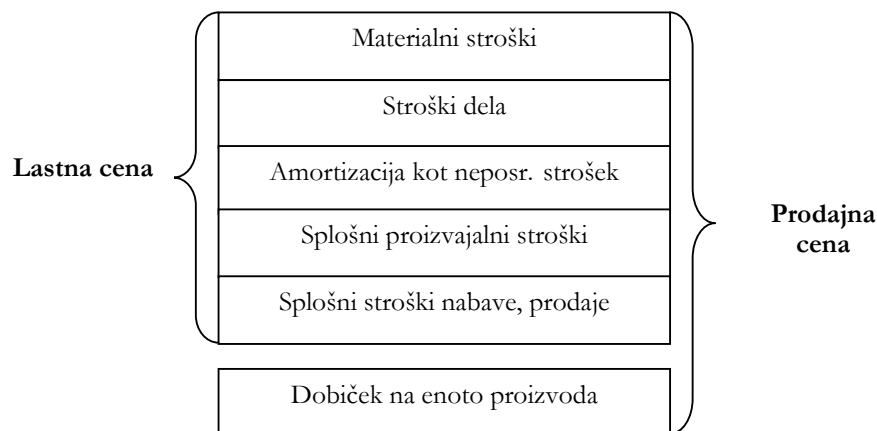 Materialni stroški
Stroški dela
Lastna cena
Amortizacija kot neposr. strošek
Splošni proizvajalni stroški
Prodajna
cena
Splošni stroški nabave, prodaje
Dobiček na enoto proizvoda